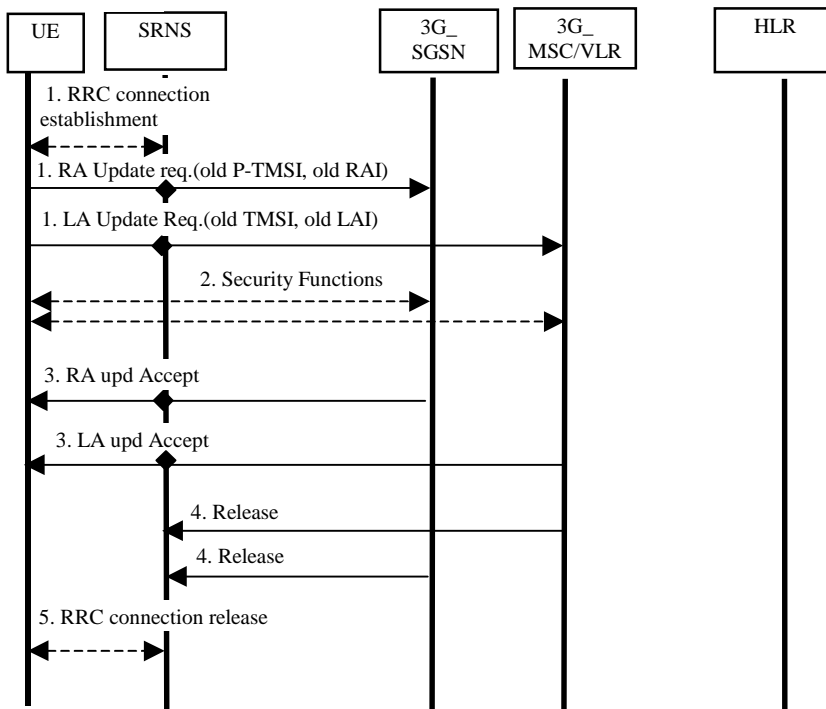 UE
SRNS
3G_
SGSN
3G_
MSC/VLR
HLR
1. RRC connection
establishment
1. RA Update req.(old P-TMSI, old RAI)
1. LA Update Req.(old TMSI, old LAI)
2. Security Functions
3. RA upd Accept
3. LA upd Accept
4. Release
4. Release
5. RRC connection release